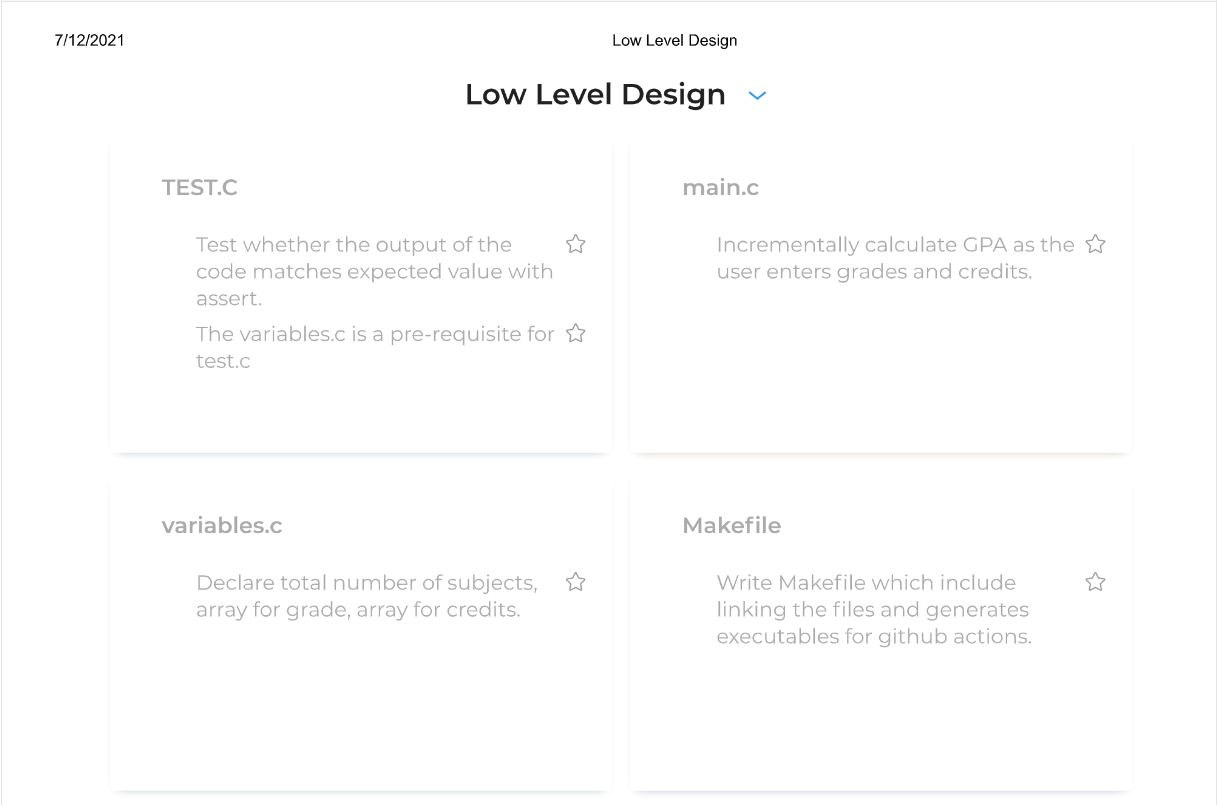 7/12/2021
Low Level Design
Low Level Design
TEST.C
Test whether the output of the
code matches expected value with
assert.
The variables.c is a pre-requisite for
test.c
main.c
Incrementally calculate GPA as the
user enters grades and credits.
variables.c
Declare total number of subjects,
array for grade, array for credits.
Makefile
Write Makefile which include
linking the files and generates
executables for github actions.